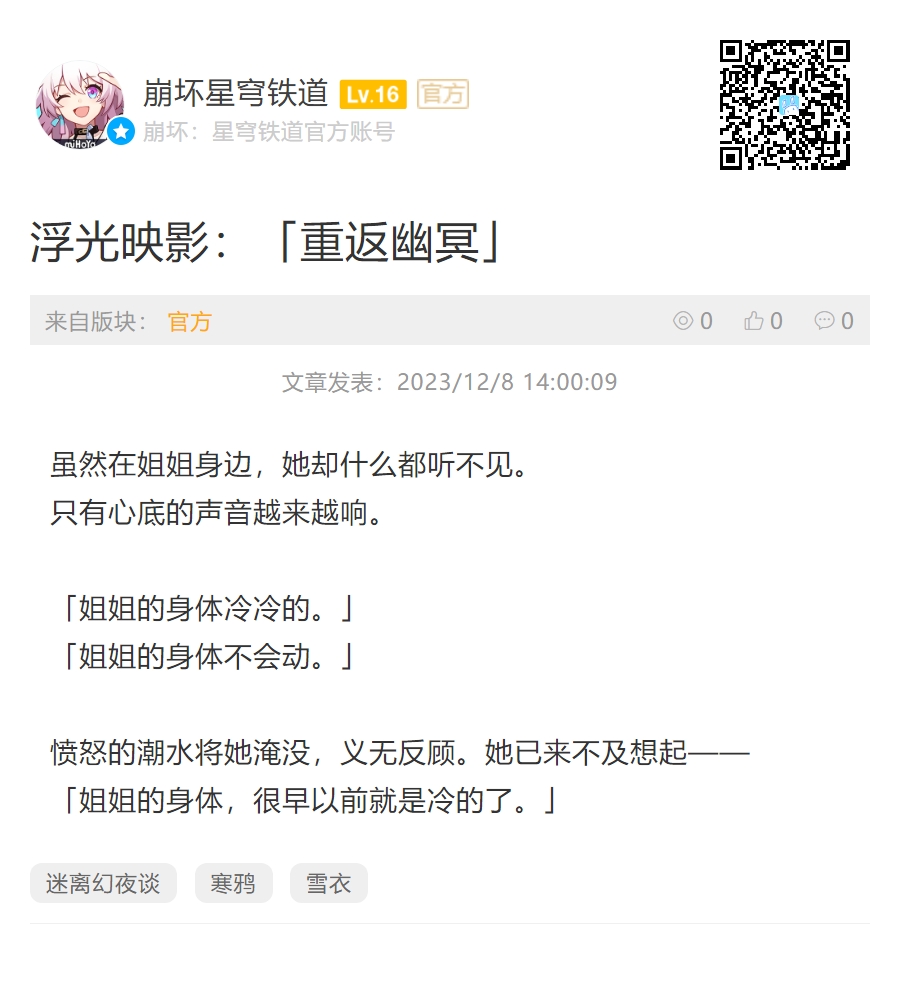 崩坏星穹铁道 Lv.16 官方
崩坏：星穹铁道官方账号
miHoYo
浮光映影：「重返幽冥」
来自版块： 官方 0 0 0
文章发表：2023/12/8 14:00:09
虽然在姐姐身边，她却什么都听不见。
只有心底的声音越来越响。
「姐姐的身体冷冷的。」
「姐姐的身体不会动。」
愤怒的潮水将她淹没，义无反顾。她已来不及想起——
「姐姐的身体，很早以前就是冷的了。」
迷离幻夜谈 寒鸦 雪衣